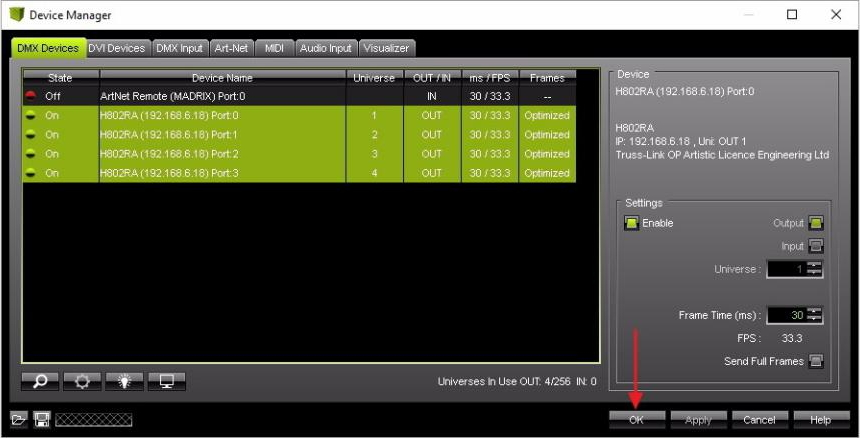 Device Manager
DMX Devices DVI Devices DMX Input Art-Net MIDI Audio Input Visualizer
State Device Name Universe OUT / IN ms / FPS Frames
Off ArtNet Remote (MADRIX) Port:0 IN 30 / 33.3 --
On H802RA (192.168.6.18) Port:0 1 OUT 30 / 33.3 Optimized
On H802RA (192.168.6.18) Port:1 2 OUT 30 / 33.3 Optimized
On H802RA (192.168.6.18) Port:2 3 OUT 30 / 33.3 Optimized
On H802RA (192.168.6.18) Port:3 4 OUT 30 / 33.3 Optimized
Universes In Use OUT: 4/256 IN: 0
Device
H802RA (192.168.6.18) Port:0
H802RA
IP: 192.168.6.18 , Uni: OUT 1
Truss-Link OP Artistic Licence Engineering Ltd
Settings
Enable Output
Input
Universe : 1
Frame Time (ms) : 30
FPS : 33.3
Send Full Frames
OK Apply Cancel Help